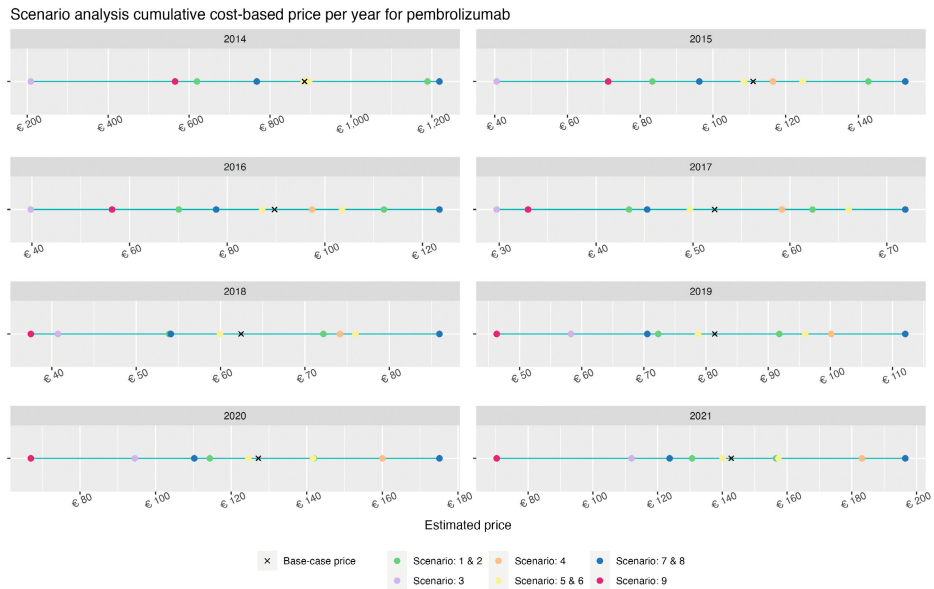 Scenario analysis cumulative cost-based price per year for pembrolizumab
2014
€ 200 € 400 € 600 € 800 € 1,000 € 1,200
2015
€ 40 € 60 € 80 € 100 € 120 € 140
2016
€ 40 € 60 € 80 € 100 € 120
2017
€ 30 € 40 € 50 € 60 € 70
2018
€ 40 € 50 € 60 € 70 € 80
2019
€ 50 € 60 € 70 € 80 € 90 € 100 € 110
2020
€ 80 € 100 € 120 € 140 € 160 € 180
2021
€ 80 € 100 € 120 € 140 € 160 € 180 € 200
Estimated price
Base-case price
Scenario: 1 & 2
Scenario: 4
Scenario: 7 & 8
Scenario: 3
Scenario: 5 & 6
Scenario: 9